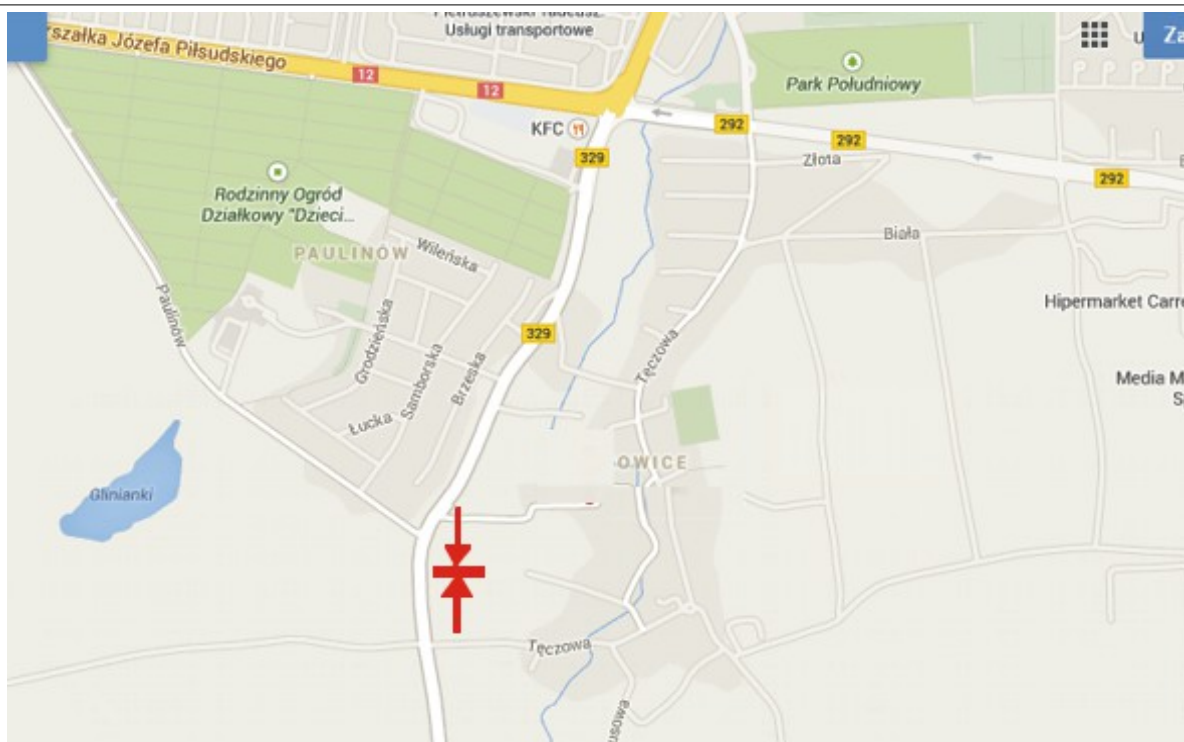 Usługi transportowe
szałka Józefa Piłsudskiego
12
12
Park Południowy
KFC
329
292
292
292
Złota
Rodzinny Ogród
Działkowy "Dzieci...
PAULINÓW
Wileńska
Biała
Paulinów
Grodzieńska
Samborska
Brzeska
329
Tęczowa
Hipermarket Carre
Media M
Łucka
OWICE
Glinianki
Tęczowa
usowa
Za